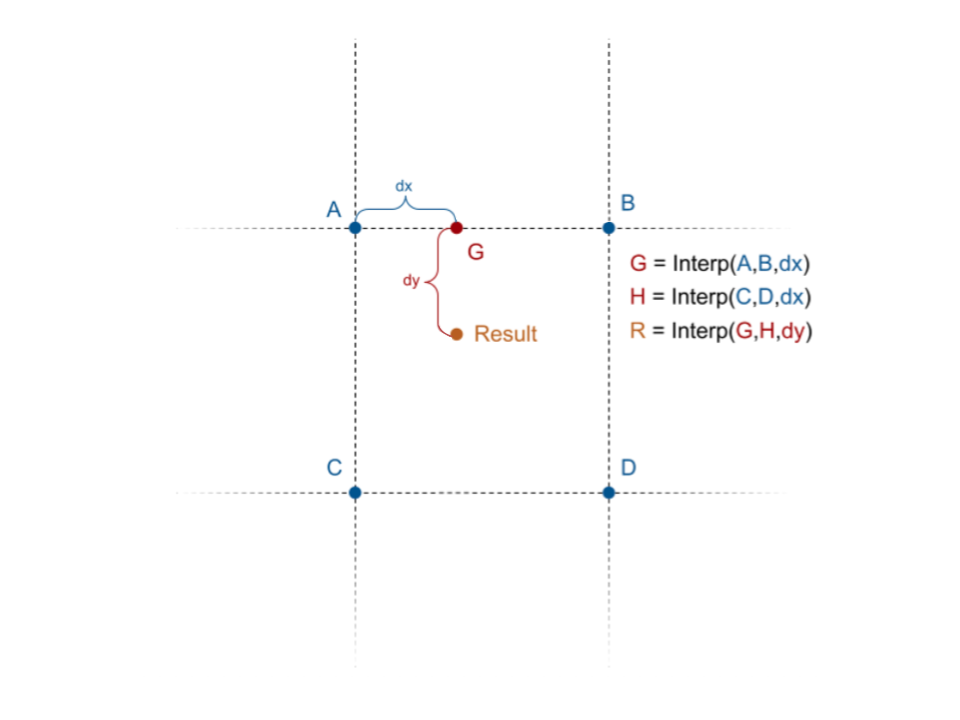 dx
A
B
G
dy
Result
G = Interp(A,B,dx)
H = Interp(C,D,dx)
R = Interp(G,H,dy)
C
D